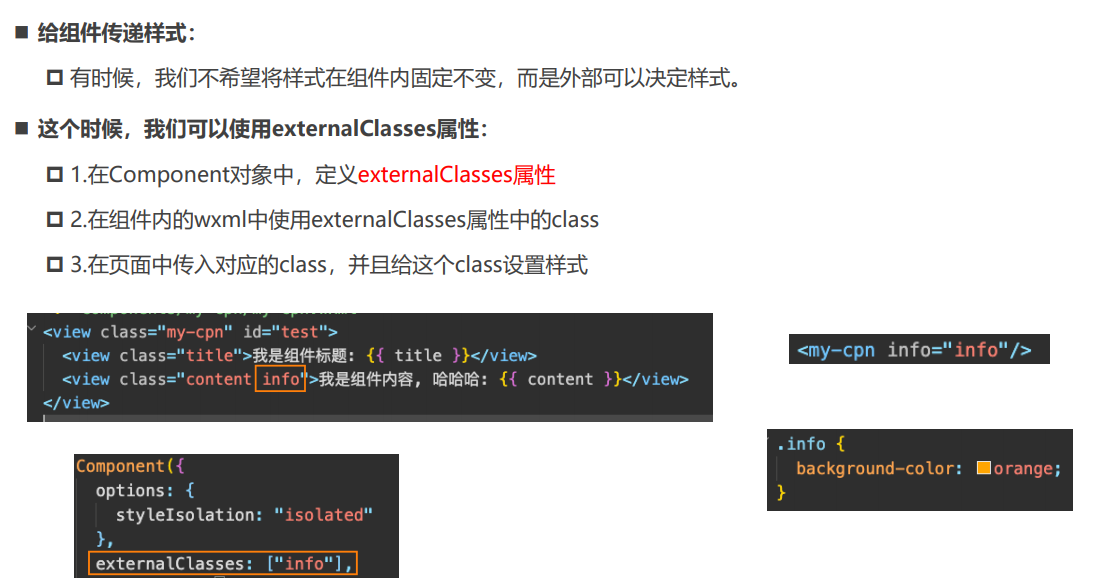 给组件传递样式：
有时候，我们不希望将样式在组件内固定不变，而是外部可以决定样式。
这个时候，我们可以使用externalClasses属性：
1.在Component对象中，定义externalClasses属性
2.在组件内的wxml中使用externalClasses属性中的class
3.在页面中传入对应的class，并且给这个class设置样式
<view class="my-cpn" id="test">
<view class="title">我是组件标题: {{ title }}</view>
<view class="content info">我是组件内容, 哈哈哈: {{ content }}</view>
</view>
<my-cpn info="info"/>
.info {
background-color: orange;
}
Component({
options: {
styleIsolation: "isolated"
},
externalClasses: ["info"],